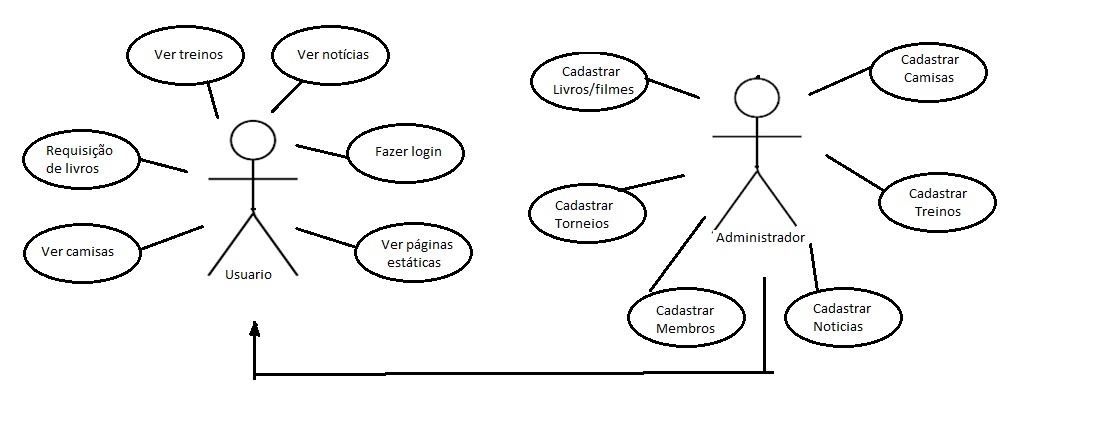 Ver treinos
Ver notícias
Requisição
de livros
Fazer login
Ver camisas
Ver páginas
estáticas
Usuario
Cadastrar
Livros/filmes
Cadastrar
Camisas
Cadastrar
Torneios
Cadastrar
Treinos
Administrador
Cadastrar
Membros
Cadastrar
Noticias